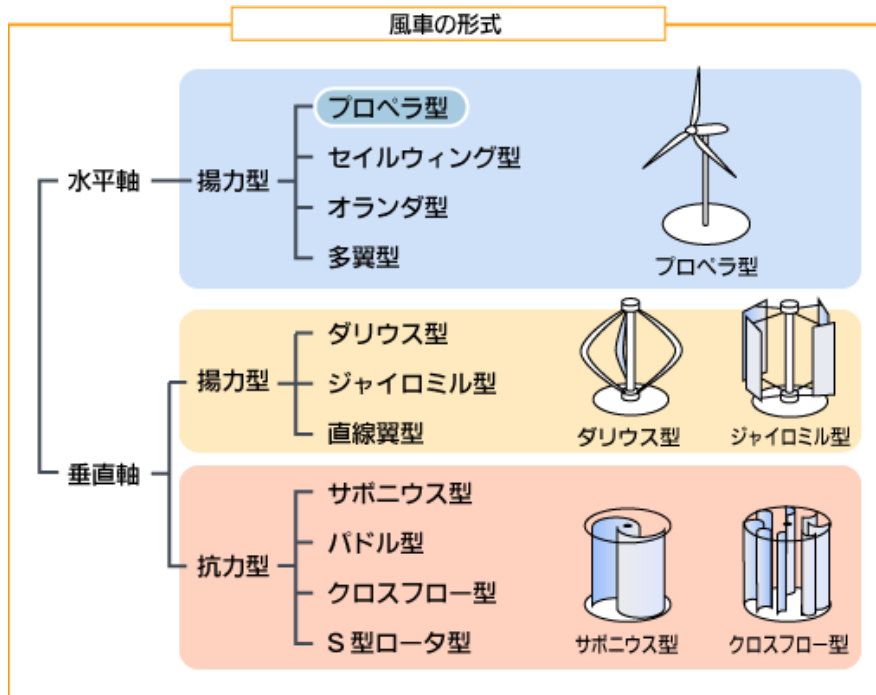 風車の形式
水平軸
揚力型
プロペラ型
セイルウィング型
オランダ型
多翼型
プロペラ型
垂直軸
揚力型
ダリウス型
ジャイロミル型
直線翼型
ダリウス型
ジャイロミル型
抗力型
サボニウス型
パドル型
クロスフロー型
S型ロータ型
サボニウス型
クロスフロー型